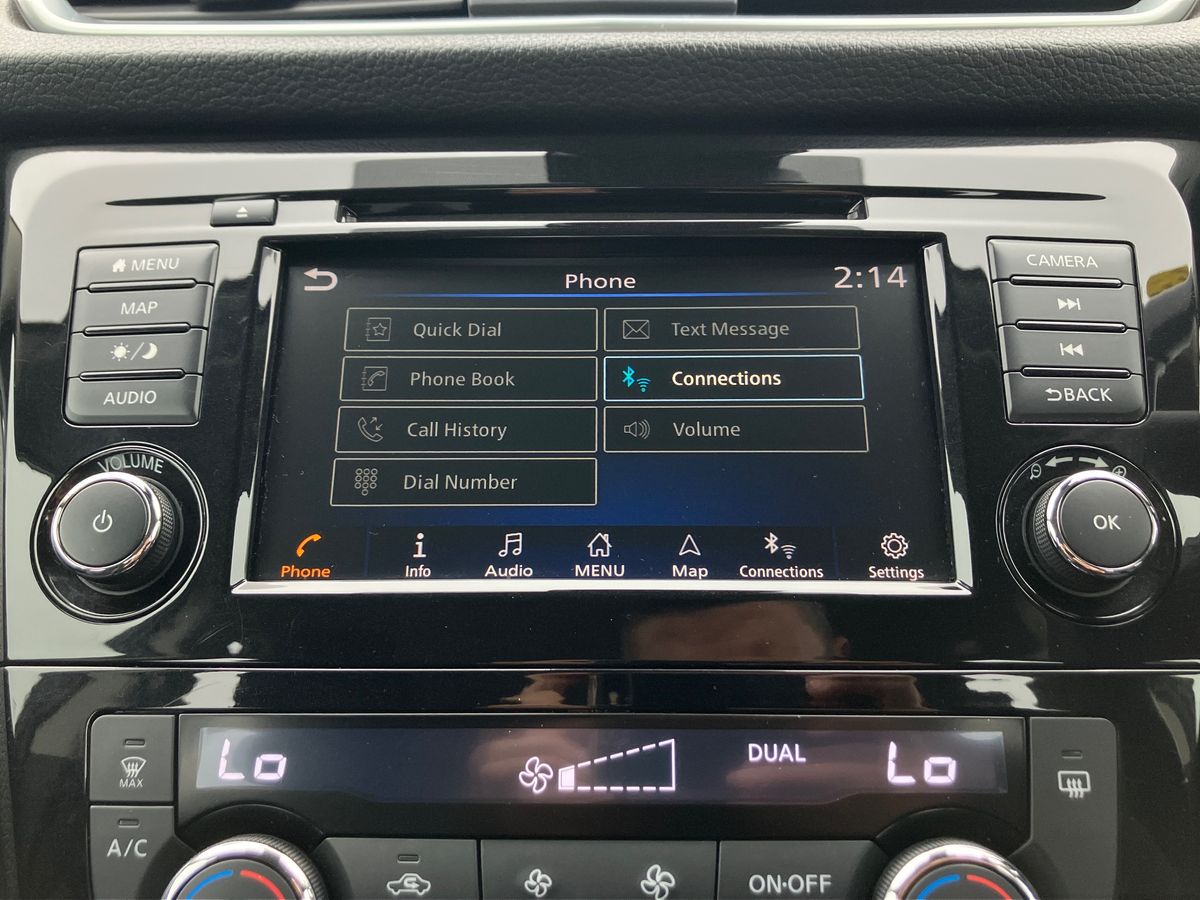 MENU
MAP
AUDIO
VOLUME
Phone
2:14
Quick Dial
Text Message
Phone Book
Connections
Call History
Volume
Dial Number
Phone
Info
Audio
MENU
Map
Connections
Settings
CAMERA
BACK
OK
MAX
A/C
Lo
DUAL
Lo
ON·OFF